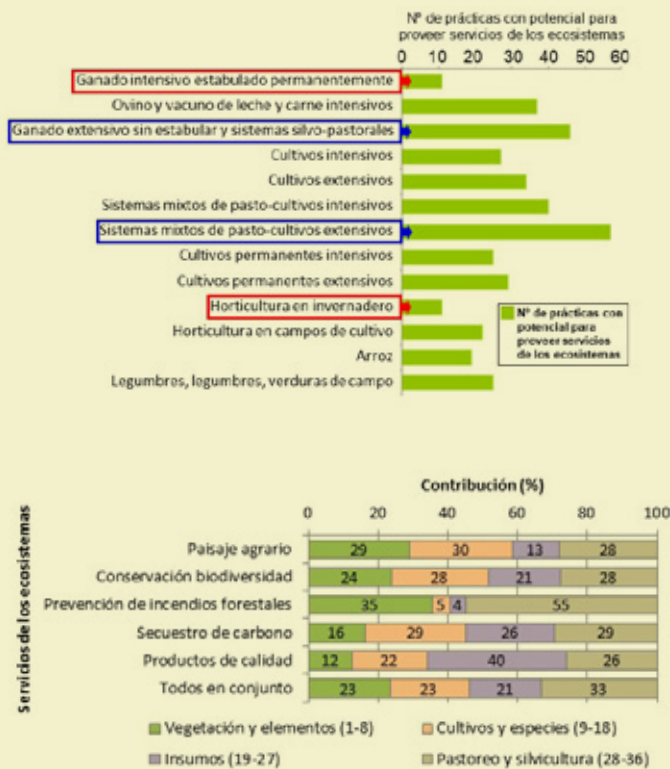 Nº de prácticas con potencial para
proveer servicios de los ecosistemas
0 10 20 30 40 50 60
Ganado intensivo estabulado permanentemente
Ovino y vacuno de leche y carne intensivos
Ganado extensivo sin estabular y sistemas silvo-pastorales
Cultivos intensivos
Cultivos extensivos
Sistemas mixtos de pasto-cultivos intensivos
Sistemas mixtos de pasto-cultivos extensivos
Cultivos permanentes intensivos
Cultivos permanentes extensivos
Horticultura en invernadero
Horticultura en campos de cultivo
Arroz
Legumbres, legumbres, verduras de campo
Nº de prácticas con
potencial para
proveer servicios
de los ecosistemas
Contribución (%)
0 20 40 60 80 100
Servicios de los ecosistemas
Paisaje agrario 29 30 13 28
Conservación biodiversidad 24 28 21 28
Prevención de incendios forestales 35 5 4 55
Secuestro de carbono 16 29 26 29
Productos de calidad 12 22 40 26
Todos en conjunto 23 23 21 33
Vegetación y elementos (1-8) Cultivos y especies (9-18)
Insumos (19-27) Pastoreo y silvicultura (28-36)